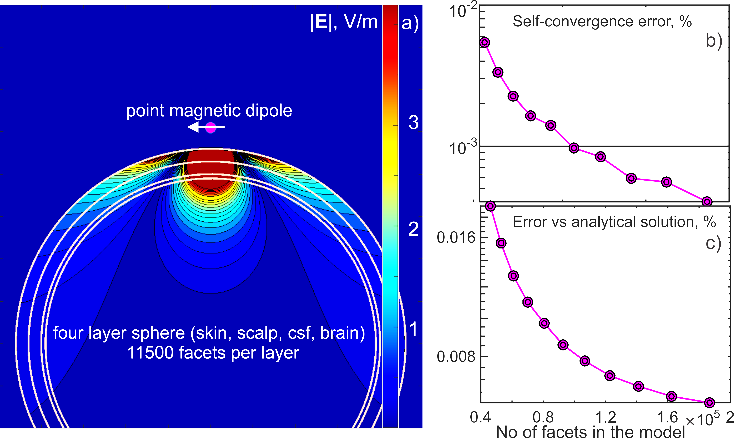 |E|, V/m
a)
point magnetic dipole
3
2
1
four layer sphere (skin, scalp, csf, brain)
11500 facets per layer
10-2
Self-convergence error, %
b)
10-3
Error vs analytical solution, %
c)
0.016
0.008
0.4
0.8
1.2
1.6
×10⁵
2
No of facets in the model